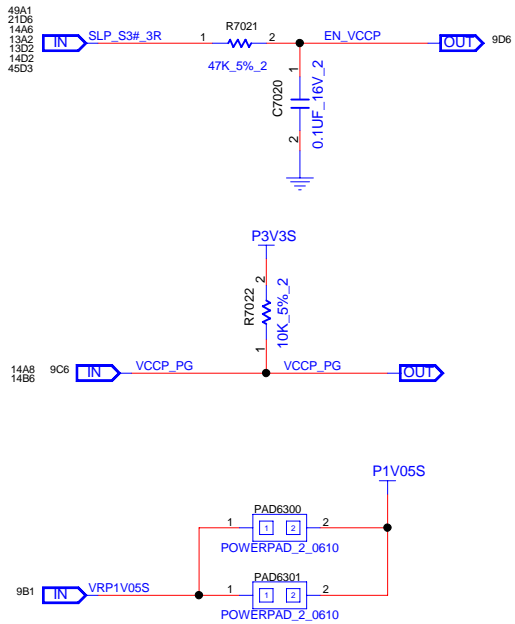 49A1
21D6
14A6
13A2
13D2
14D2
45D3
IN
SLP_S3#_3R
1
R7021
2
47K_5%_2
EN_VCCP
OUT
9D6
1
C7020
0.1UF_16V_2
2
P3V3S
2
R7022
10K_5%_2
1
14A8
14B6
9C6
IN
VCCP_PG
VCCP_PG
OUT
P1V05S
PAD6300
1
1
2
2
POWERPAD_2_0610
PAD6301
9B1
IN
VRP1V05S
1
1
2
2
POWERPAD_2_0610